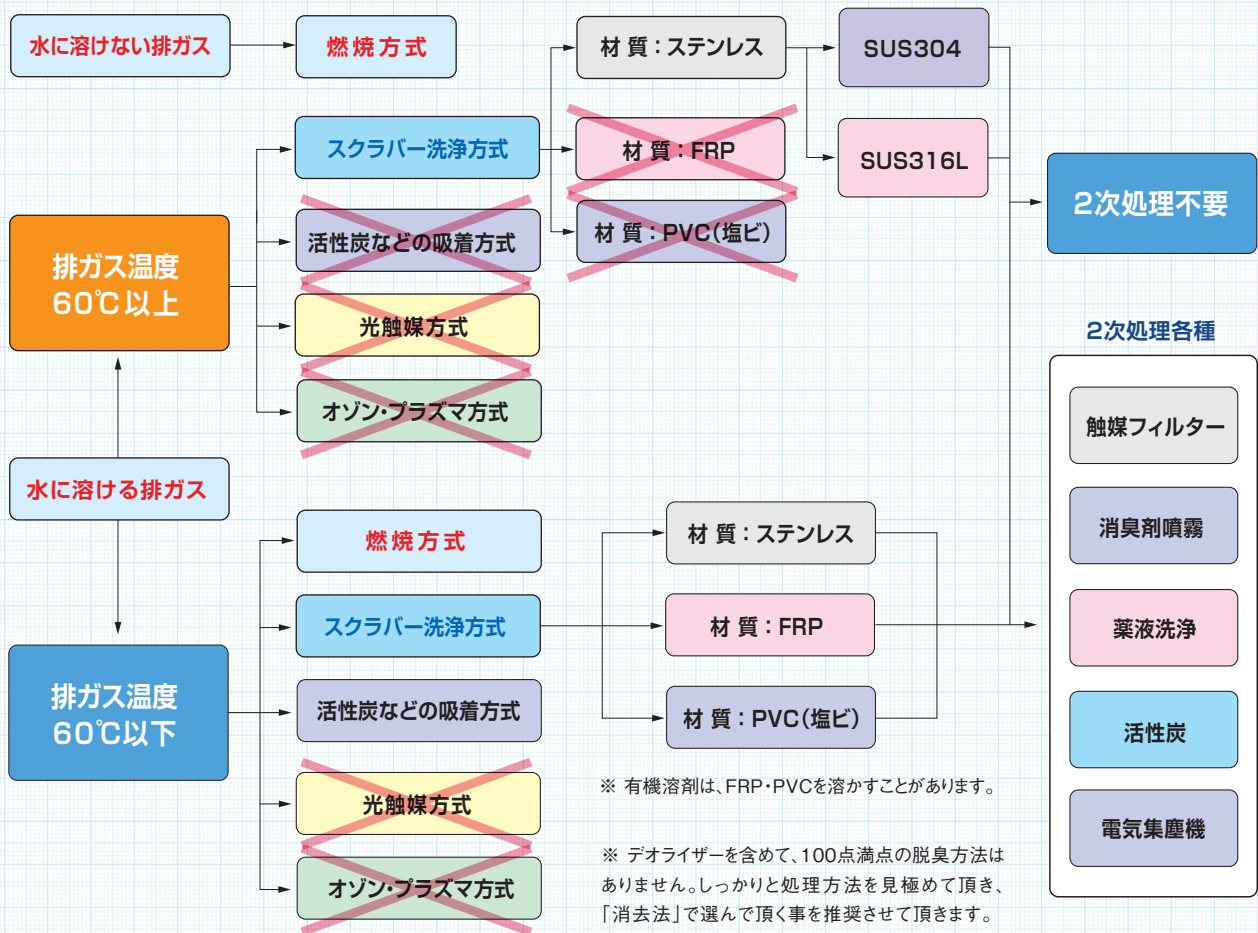 水に溶けない排ガス
燃焼方式
材 質：ステンレス
SUS304
スクラバー洗浄方式
材 質：FRP
SUS316L
2次処理不要
活性炭などの吸着方式
材 質：PVC（塩ビ）
排ガス温度
60℃以上
光触媒方式
オゾン・プラズマ方式
水に溶ける排ガス
燃焼方式
材 質：ステンレス
スクラバー洗浄方式
材 質：FRP
排ガス温度
60℃以下
活性炭などの吸着方式
材 質：PVC（塩ビ）
光触媒方式
オゾン・プラズマ方式
※ 有機溶剤は、FRP・PVCを溶かすことがあります。
※ デオライザーを含めて、100点満点の脱臭方法は
ありません。しっかりと処理方法を見極めて頂き、
「消去法」で選んで頂く事を推奨させて頂きます。
2次処理各種
触媒フィルター
消臭剤噴霧
薬液洗浄
活性炭
電気集塵機